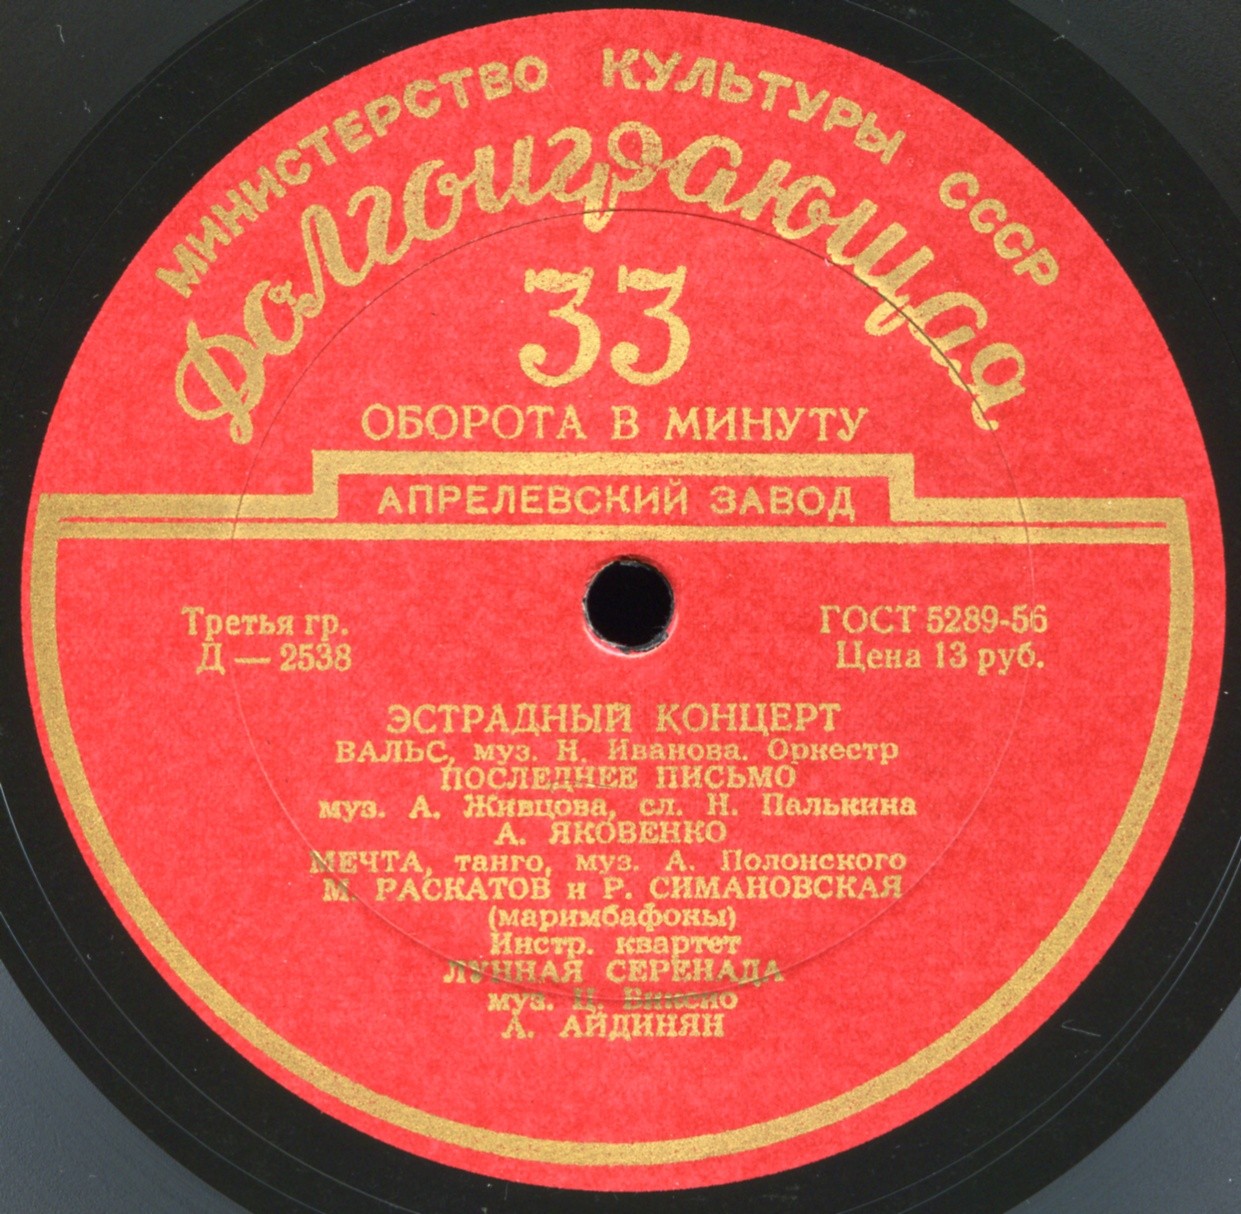 МИНИСТЕРСТВО КУЛЬТУРЫ СССР
Долгоиграющая
33
ОБОРОТА В МИНУТУ
АПРЕЛЕВСКИЙ ЗАВОД
Третья гр.
Д — 2538
ГОСТ 5289-56
Цена 13 руб.
ЭСТРАДНЫЙ КОНЦЕРТ
ВАЛЬС, муз. Н. Иванова. Оркестр
ПОСЛЕДНЕЕ ПИСЬМО
муз. А. Живцова, сл. Н. Палькина
А. ЯКОВЕНКО
МЕЧТА, танго, муз. А. Полонского
М. РАСКАТОВ и Р. СИМАНОВСКАЯ
(маримбафоны)
Инстр. квартет
ЛУННАЯ СЕРЕНАДА
муз. Ц. Биксио
А. АЙДИНЯН